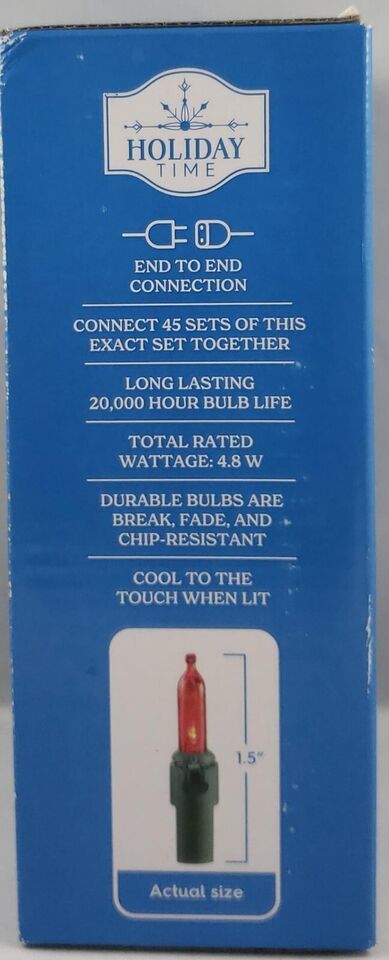 HOLIDAY
TIME
END TO END
CONNECTION
CONNECT 45 SETS OF THIS
EXACT SET TOGETHER
LONG LASTING
20,000 HOUR BULB LIFE
TOTAL RATED
WATTAGE: 4.8 W
DURABLE BULBS ARE
BREAK, FADE, AND
CHIP-RESISTANT
COOL TO THE
TOUCH WHEN LIT
1.5"
Actual size